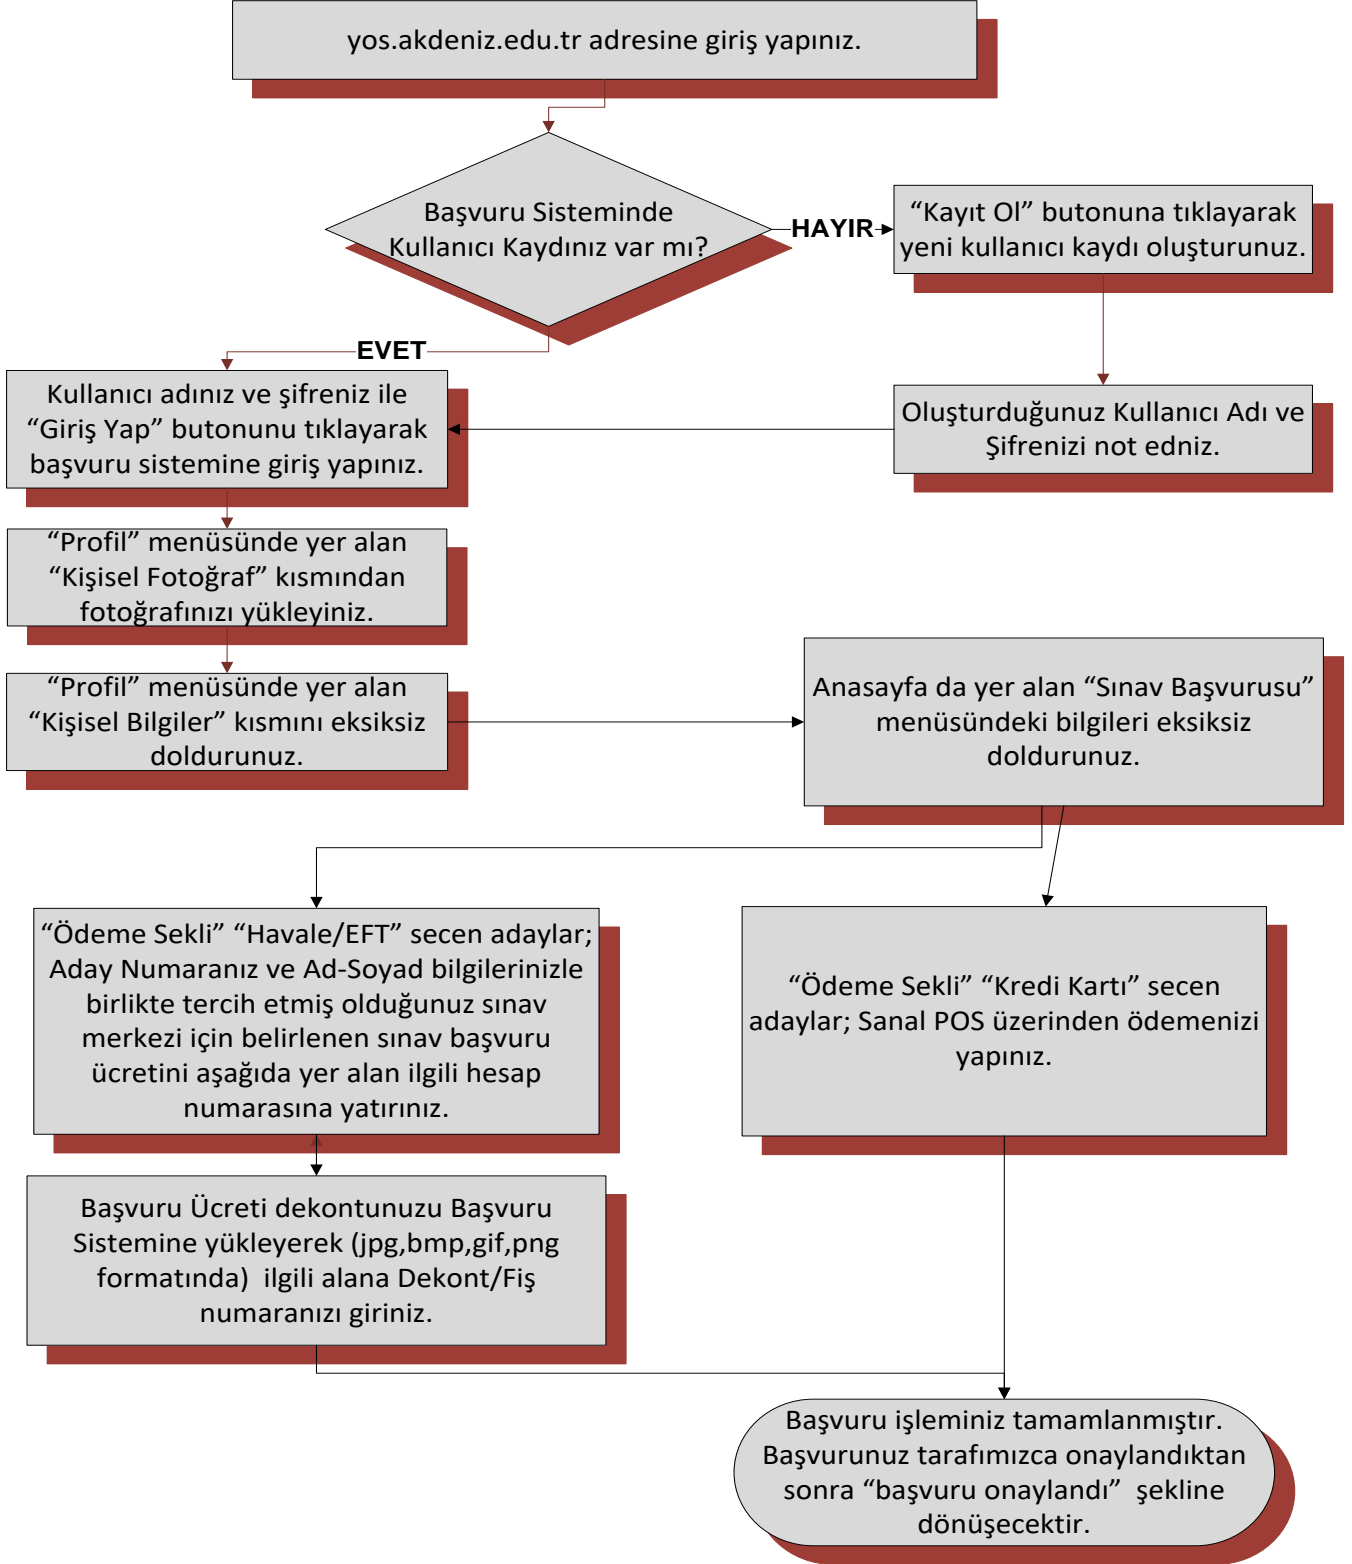 yos.akdeniz.edu.tr adresine giriş yapınız.
Başvuru Sisteminde
Kullanıcı Kaydınız var mı?
HAYIR
“Kayıt Ol” butonuna tıklayarak
yeni kullanıcı kaydı oluşturunuz.
EVET
Kullanıcı adınız ve şifreniz ile
“Giriş Yap” butonunu tıklayarak
başvuru sistemine giriş yapınız.
Oluşturduğunuz Kullanıcı Adı ve
Şifrenizi not edniz.
“Profil” menüsünde yer alan
“Kişisel Fotoğraf” kısmından
fotoğrafınızı yükleyiniz.
“Profil” menüsünde yer alan
“Kişisel Bilgiler” kısmını eksiksiz
doldurunuz.
Anasayfa da yer alan “Sınav Başvurusu”
menüsündeki bilgileri eksiksiz
doldurunuz.
“Ödeme Sekli” “Havale/EFT” secen adaylar;
Aday Numaranız ve Ad-Soyad bilgilerinizle
birlikte tercih etmiş olduğunuz sınav
merkezi için belirlenen sınav başvuru
ücretini aşağıda yer alan ilgili hesap
numarasına yatırınız.
“Ödeme Sekli” “Kredi Kartı” secen
adaylar; Sanal POS üzerinden ödemenizi
yapınız.
Başvuru Ücreti dekontunuzu Başvuru
Sistemine yükleyerek (jpg,bmp,gif,png
formatında)  ilgili alana Dekont/Fiş
numaranızı giriniz.
Başvuru işleminiz tamamlanmıştır.
Başvurunuz tarafımızca onaylandıktan
sonra “başvuru onaylandı”  şekline
dönüşecektir.